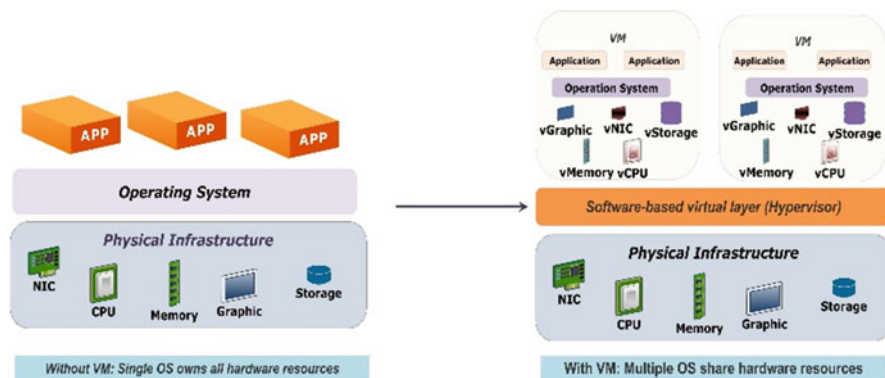 APP
APP
APP
Operating System
Physical Infrastructure
NIC
CPU
Memory
Graphic
Storage
Without VM: Single OS owns all hardware resources
VM
Application
Application
Operation System
vGraphic
vNIC
vStorage
vMemory
vCPU
VM
Application
Application
Operation System
vGraphic
vNIC
vStorage
vMemory
vCPU
Software-based virtual layer (Hypervisor)
Physical Infrastructure
NIC
CPU
Memory
Graphic
Storage
With VM: Multiple OS share hardware resources